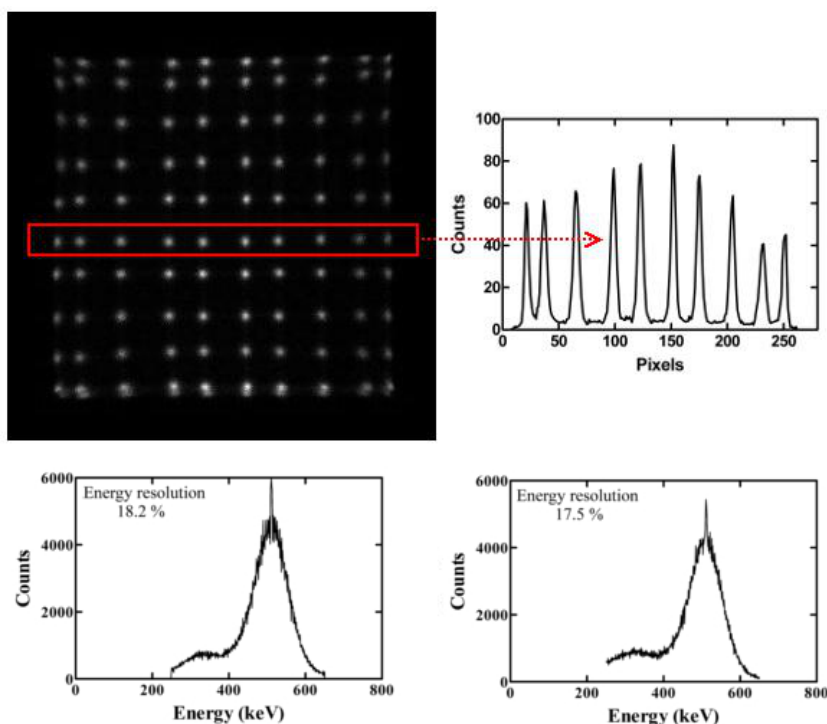 100
80
60
40
20
0
0 50 100 150 200 250
Counts
Pixels
6000
4000
2000
0
0 200 400 600 800
Energy resolution
18.2 %
Counts
Energy (keV)
6000
4000
2000
0
0 200 400 600 800
Energy resolution
17.5 %
Counts
Energy (keV)